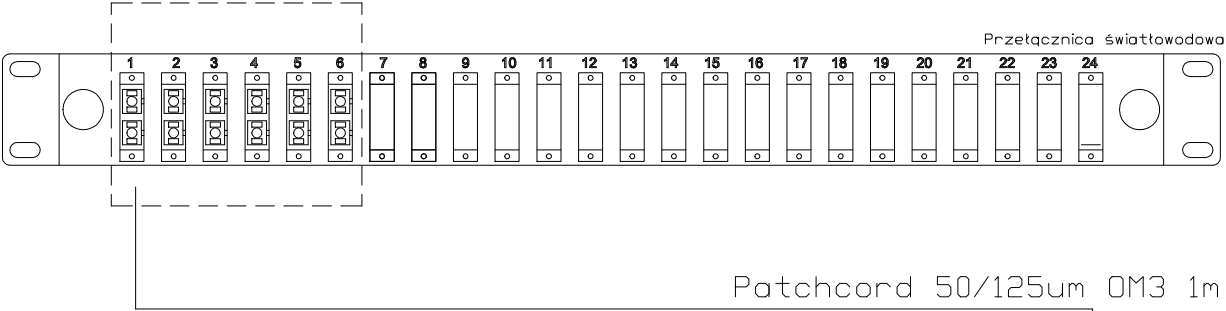 Przełącznica światłowodowa
1 2 3 4 5 6 7 8 9 10 11 12 13 14 15 16 17 18 19 20 21 22 23 24
Patchcord 50/125um OM3 1m